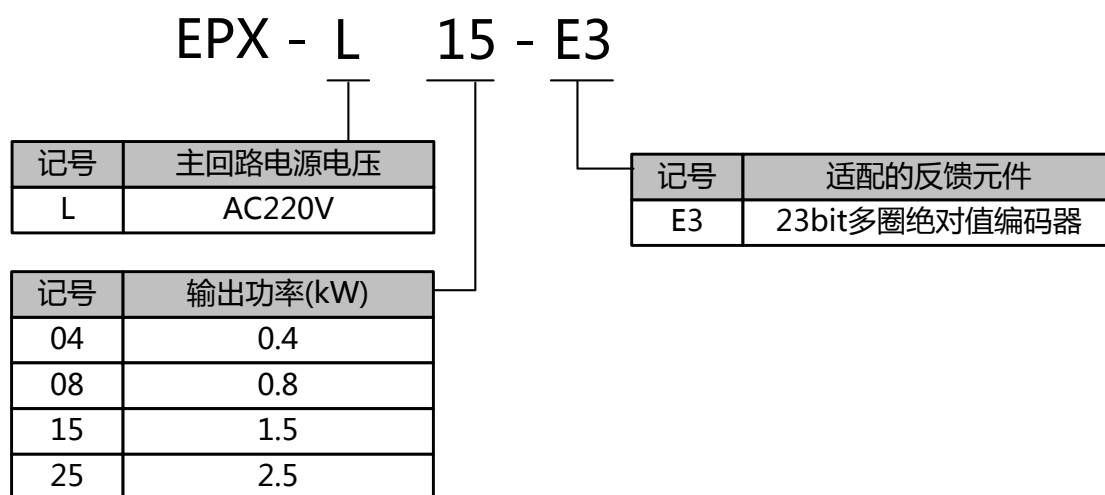 EPX - L 15 - E3
记号 主回路电源电压
L AC220V
记号 适配的反馈元件
E3 23bit多圈绝对值编码器
记号 输出功率(kW)
04 0.4
08 0.8
15 1.5
25 2.5